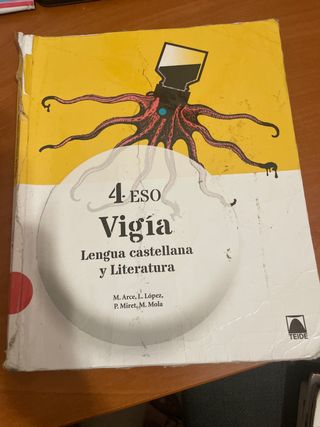 4 ESO
Vigía
Lengua castellana
y Literatura
M. Arce, L. López,
P. Miret, M. Mola
TEIDE